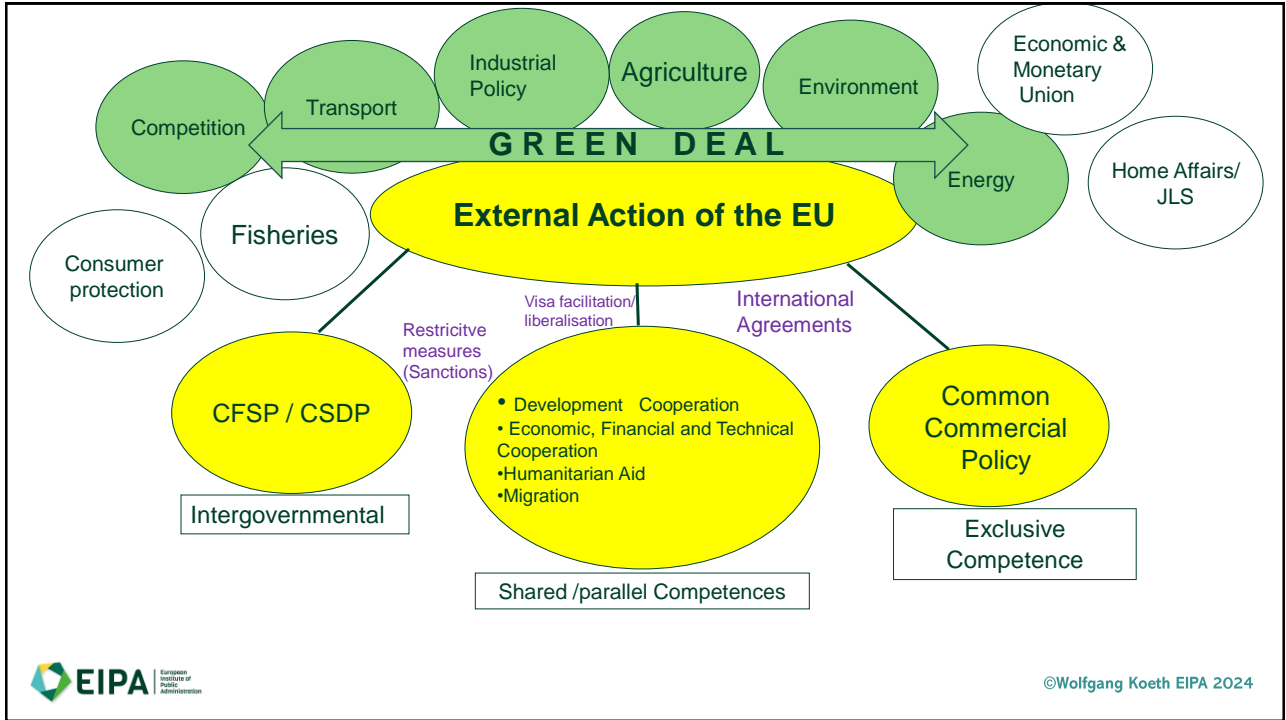 Competition
Transport
Industrial
Policy
Agriculture
Environment
Economic &
Monetary
Union
Home Affairs/
JLS
Energy
GREEN DEAL
External Action of the EU
Fisheries
Consumer
protection
Restricitve
measures
(Sanctions)
Visa facilitation/
liberalisation
International
Agreements
CFSP / CSDP
Intergovernmental
• Development Cooperation
• Economic, Financial and Technical
Cooperation
•Humanitarian Aid
•Migration
Shared /parallel Competences
Common
Commercial
Policy
Exclusive
Competence
EIPA
European
Institute of
Public
Administration
©Wolfgang Koeth EIPA 2024